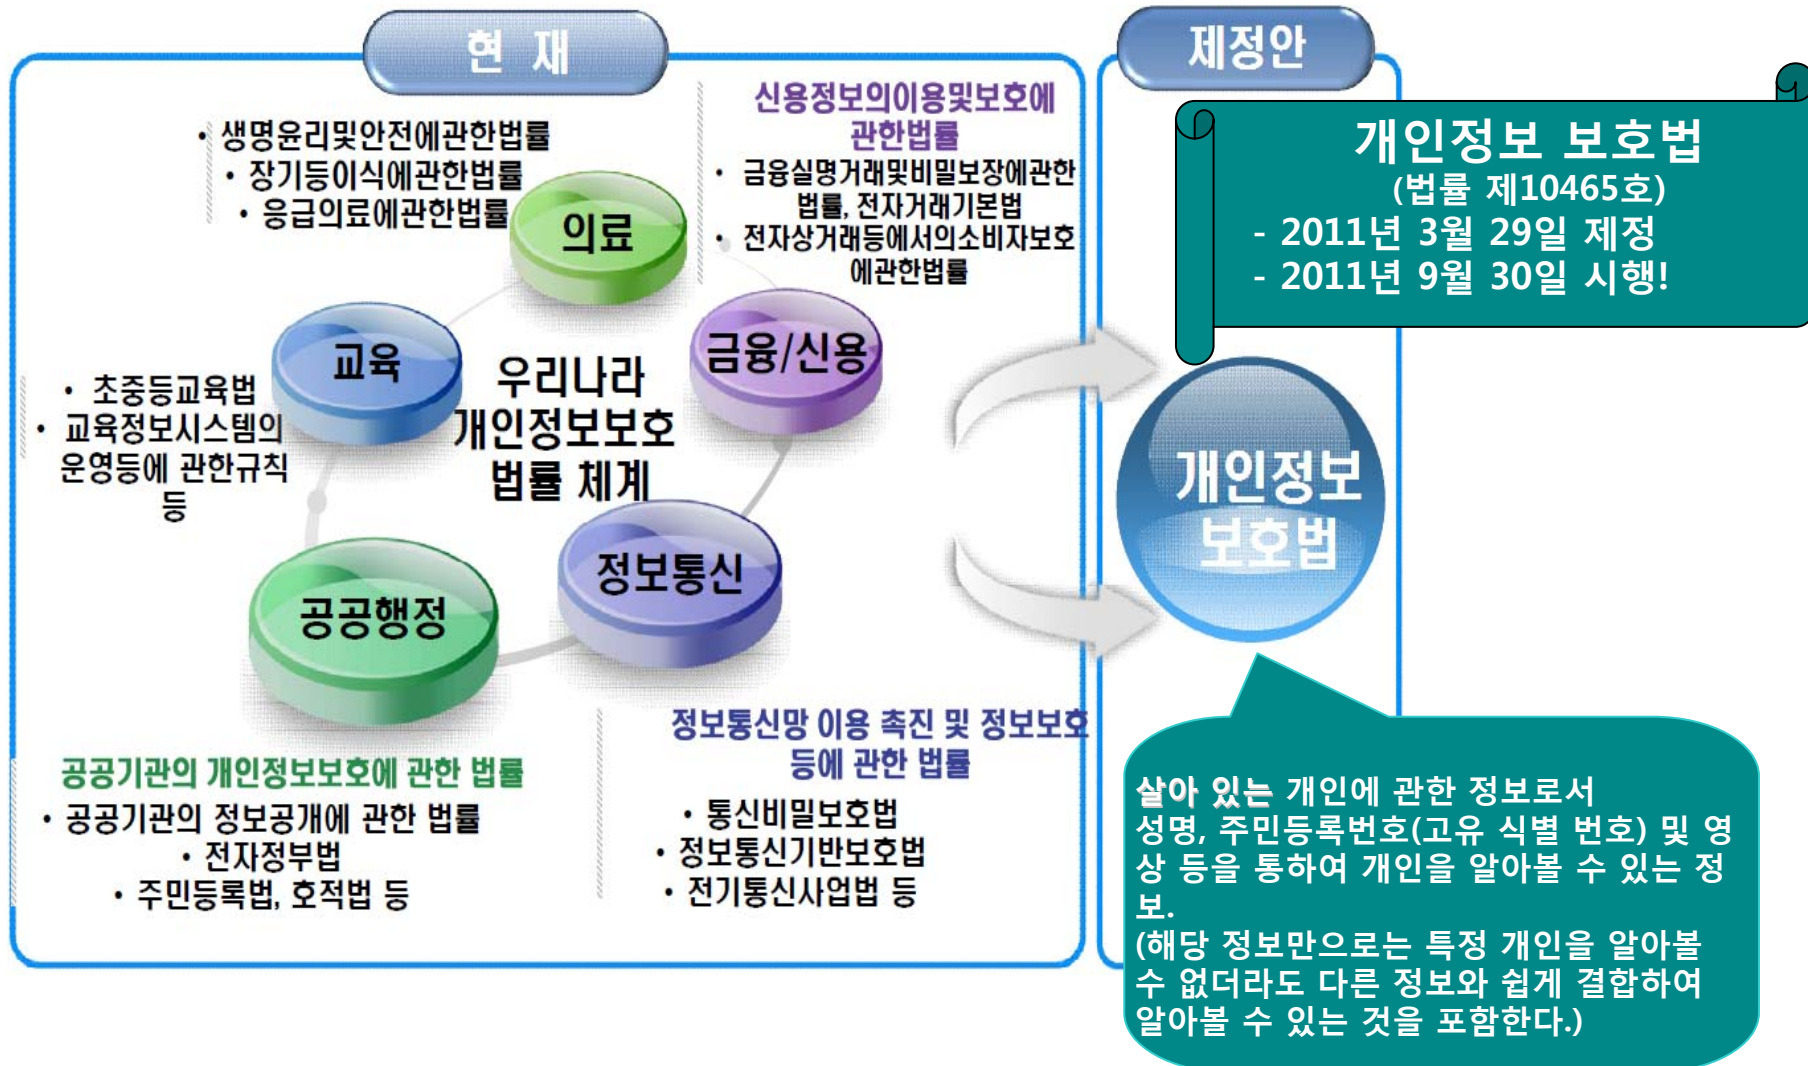 현 재
제정안
• 생명윤리및안전에관한법률
• 장기등이식에관한법률
• 응급의료에관한법률
의료
신용정보의이용및보호에
관한법률
• 금융실명거래및비밀보장에관한
법률, 전자거래기본법
• 전자상거래등에서의소비자보호
에관한법률
금융/신용
교육
• 초중등교육법
• 교육정보시스템의
운영등에 관한규칙
등
우리나라
개인정보보호
법률 체계
공공행정
정보통신
공공기관의 개인정보보호에 관한 법률
• 공공기관의 정보공개에 관한 법률
• 전자정부법
• 주민등록법, 호적법 등
정보통신망 이용 촉진 및 정보보호
등에 관한 법률
• 통신비밀보호법
• 정보통신기반보호법
• 전기통신사업법 등
개인정보 보호법
(법률 제10465호)
- 2011년 3월 29일 제정
- 2011년 9월 30일 시행!
개인정보
보호법
살아 있는 개인에 관한 정보로서
성명, 주민등록번호(고유 식별 번호) 및 영
상 등을 통하여 개인을 알아볼 수 있는 정
보.
(해당 정보만으로는 특정 개인을 알아볼
수 없더라도 다른 정보와 쉽게 결합하여
알아볼 수 있는 것을 포함한다.)